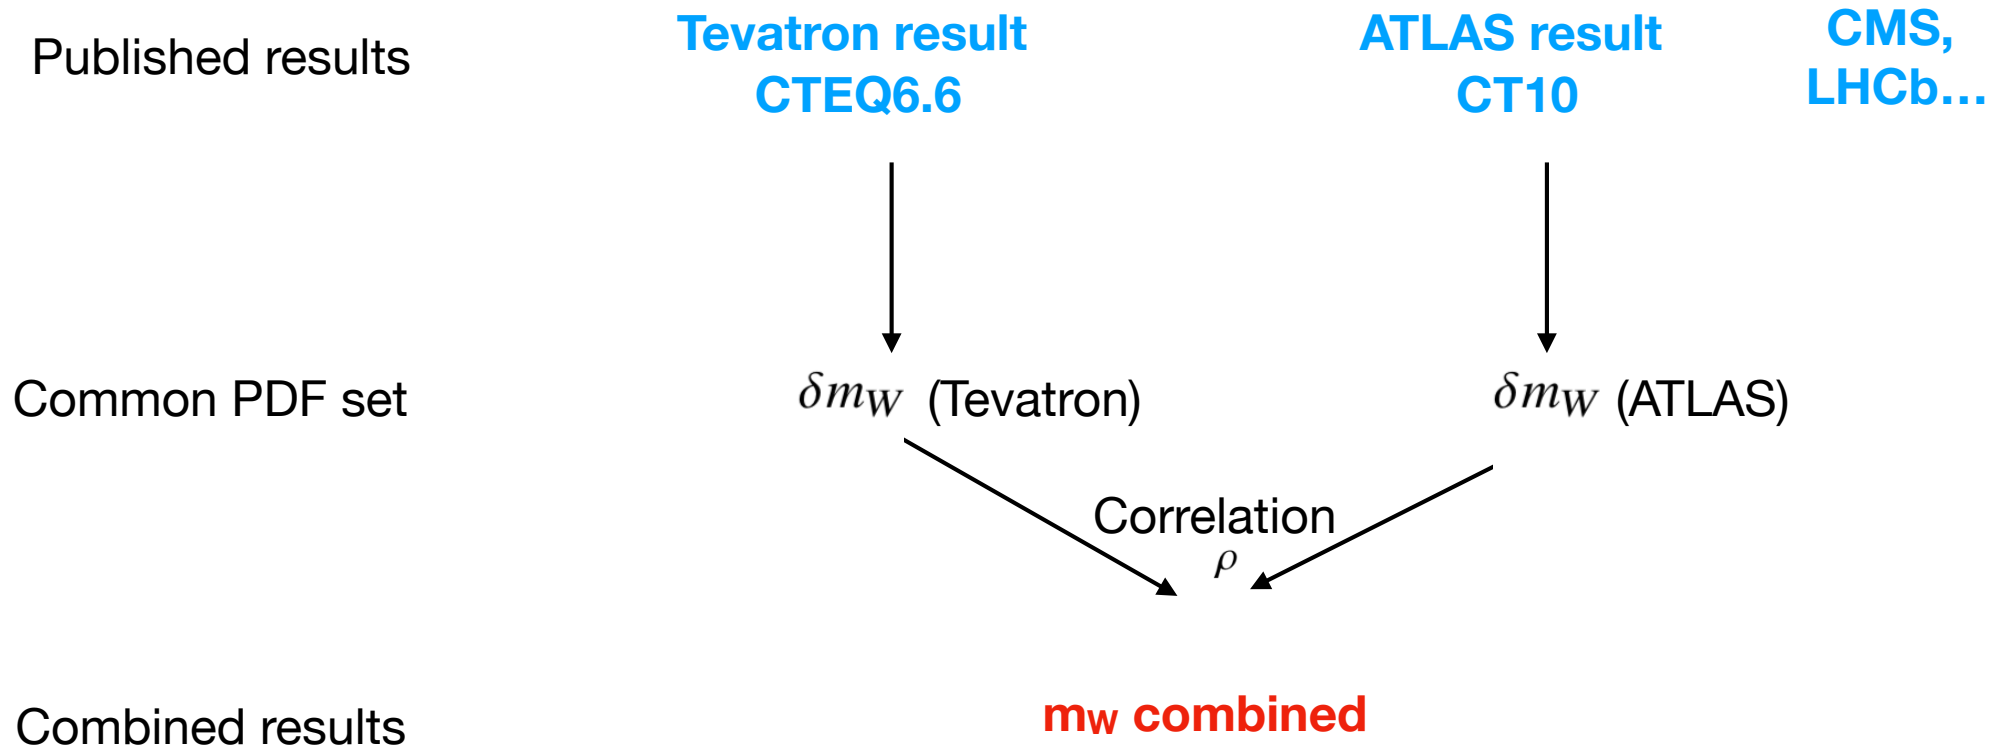 Published results
Tevatron result
CTEQ6.6
ATLAS result
CT10
CMS,
LHCb…
Common PDF set
δmW (Tevatron)
δmW (ATLAS)
Correlation
ρ
Combined results
mW combined